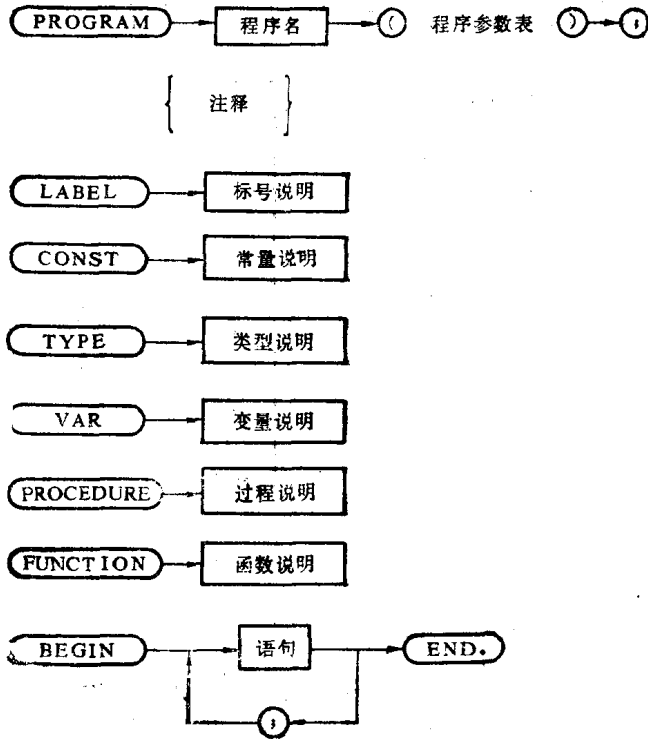 PROGRAM 程序名 ( 程序参数表 ) ;
{ 注释 }
LABEL 标号说明
CONST 常量说明
TYPE 类型说明
VAR 变量说明
PROCEDURE 过程说明
FUNCTION 函数说明
BEGIN 语句 END.
;